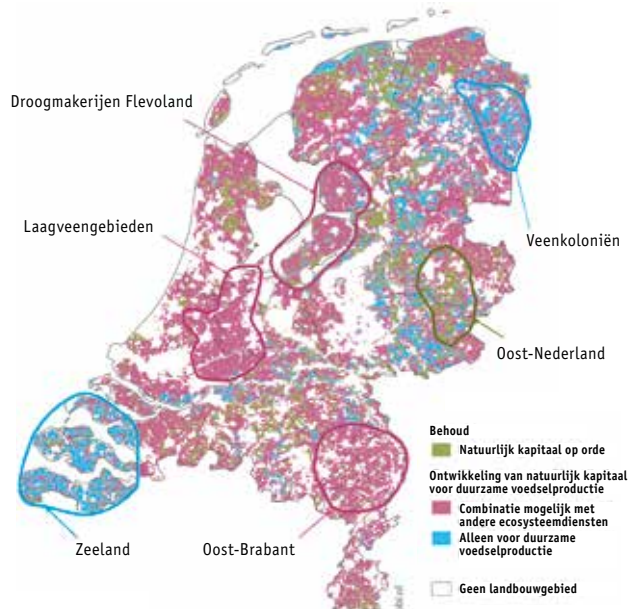 Droogmakerijen Flevoland
Laagveengebieden
Veenkoloniën
Oost-Nederland
Zeeland
Oost-Brabant
Behoud
Natuurlijk kapitaal op orde
Ontwikkeling van natuurlijk kapitaal
voor duurzame voedselproductie
Combinatie mogelijk met
andere ecosysteemdiensten
Alleen voor duurzame
voedselproductie
Geen landbouwgebied